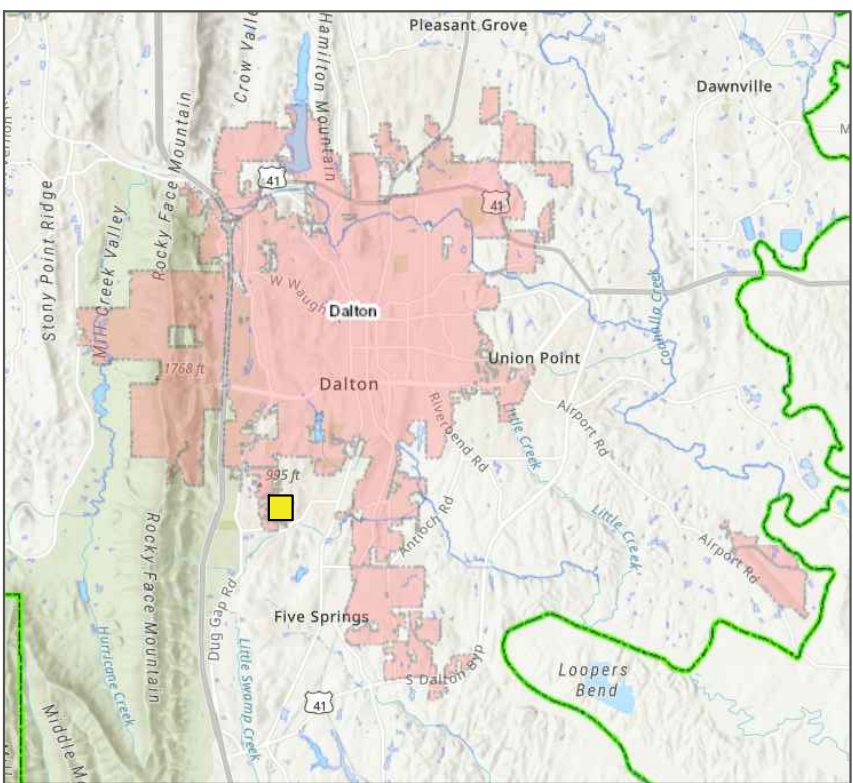 Pleasant Grove
Crow Valle
Hamilton Mountain
Dawnville
41
41
Rocky Face Mountain
Stony Point Ridge
Mill Creek Valley
W Waugh
Dalton
Coahulla Creek
Union Point
1768 ft
Dalton
Riverbend Rd
Little Creek
Airport Rd
995 ft
Antioch Rd
Little Creek
Airport Rd
Rocky Face Mountain
Dug Gap Rd
Five Springs
Hurricane Creek
Little Swamp Creek
S Dalton Byp
Loopers
Bend
41
Middle M